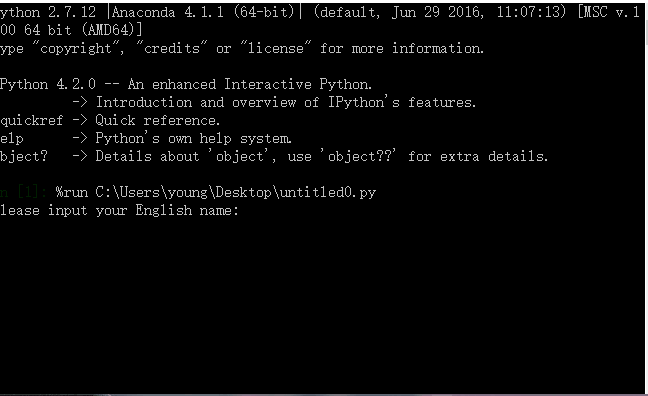 ython 2.7.12 |Anaconda 4.1.1 (64-bit)| (default, Jun 29 2016, 11:07:13) [MSC v.1
00 64 bit (AMD64)]
ype "copyright", "credits" or "license" for more information.
Python 4.2.0 -- An enhanced Interactive Python.
-> Introduction and overview of IPython's features.
quickref -> Quick reference.
elp -> Python's own help system.
bject? -> Details about 'object', use 'object??' for extra details.
n [1]: %run C:\Users\young\Desktop\untitled0.py
lease input your English name: